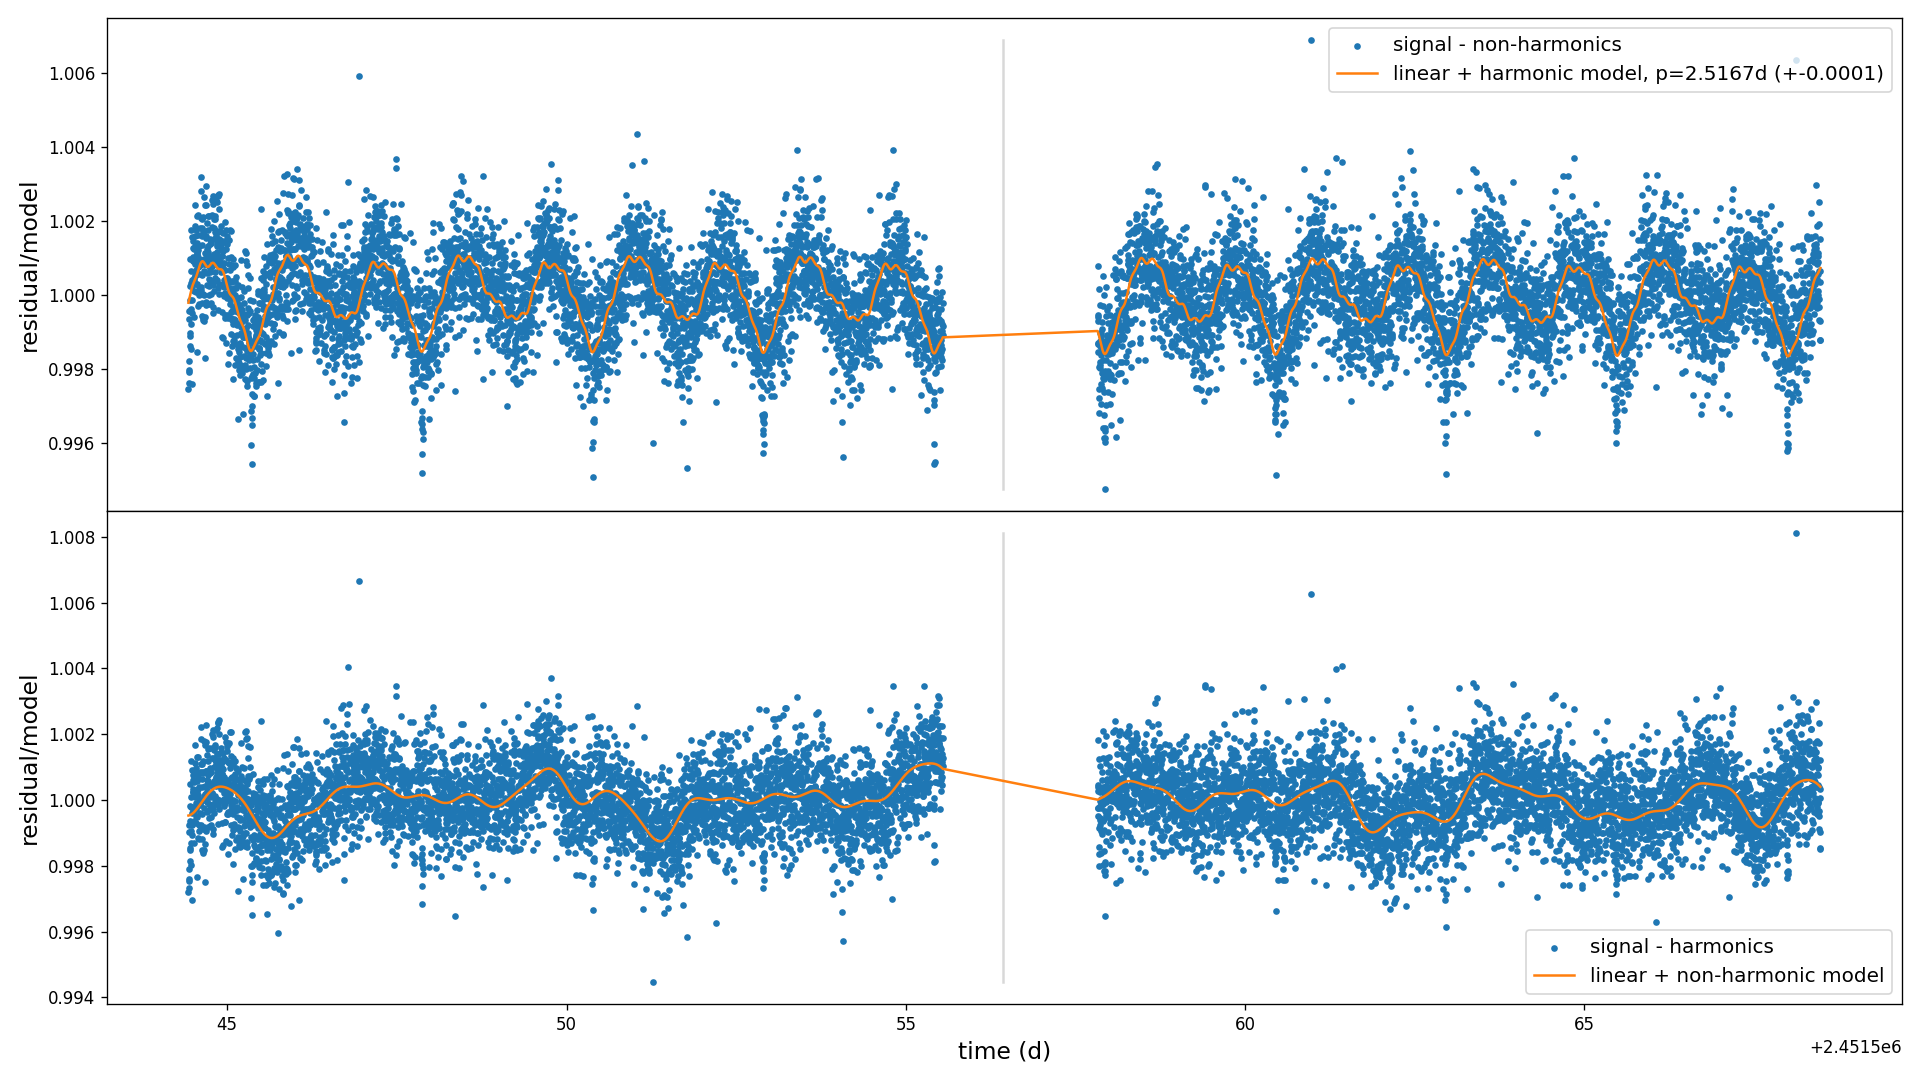 signal - non-harmonics
linear + harmonic model, p=2.5167d (+-0.0001)
residual/model
1.006
1.004
1.002
1.000
0.998
0.996
residual/model
1.008
1.006
1.004
1.002
1.000
0.998
0.996
0.994
signal - harmonics
linear + non-harmonic model
45
50
55
60
65
time (d)
+2.4515e6